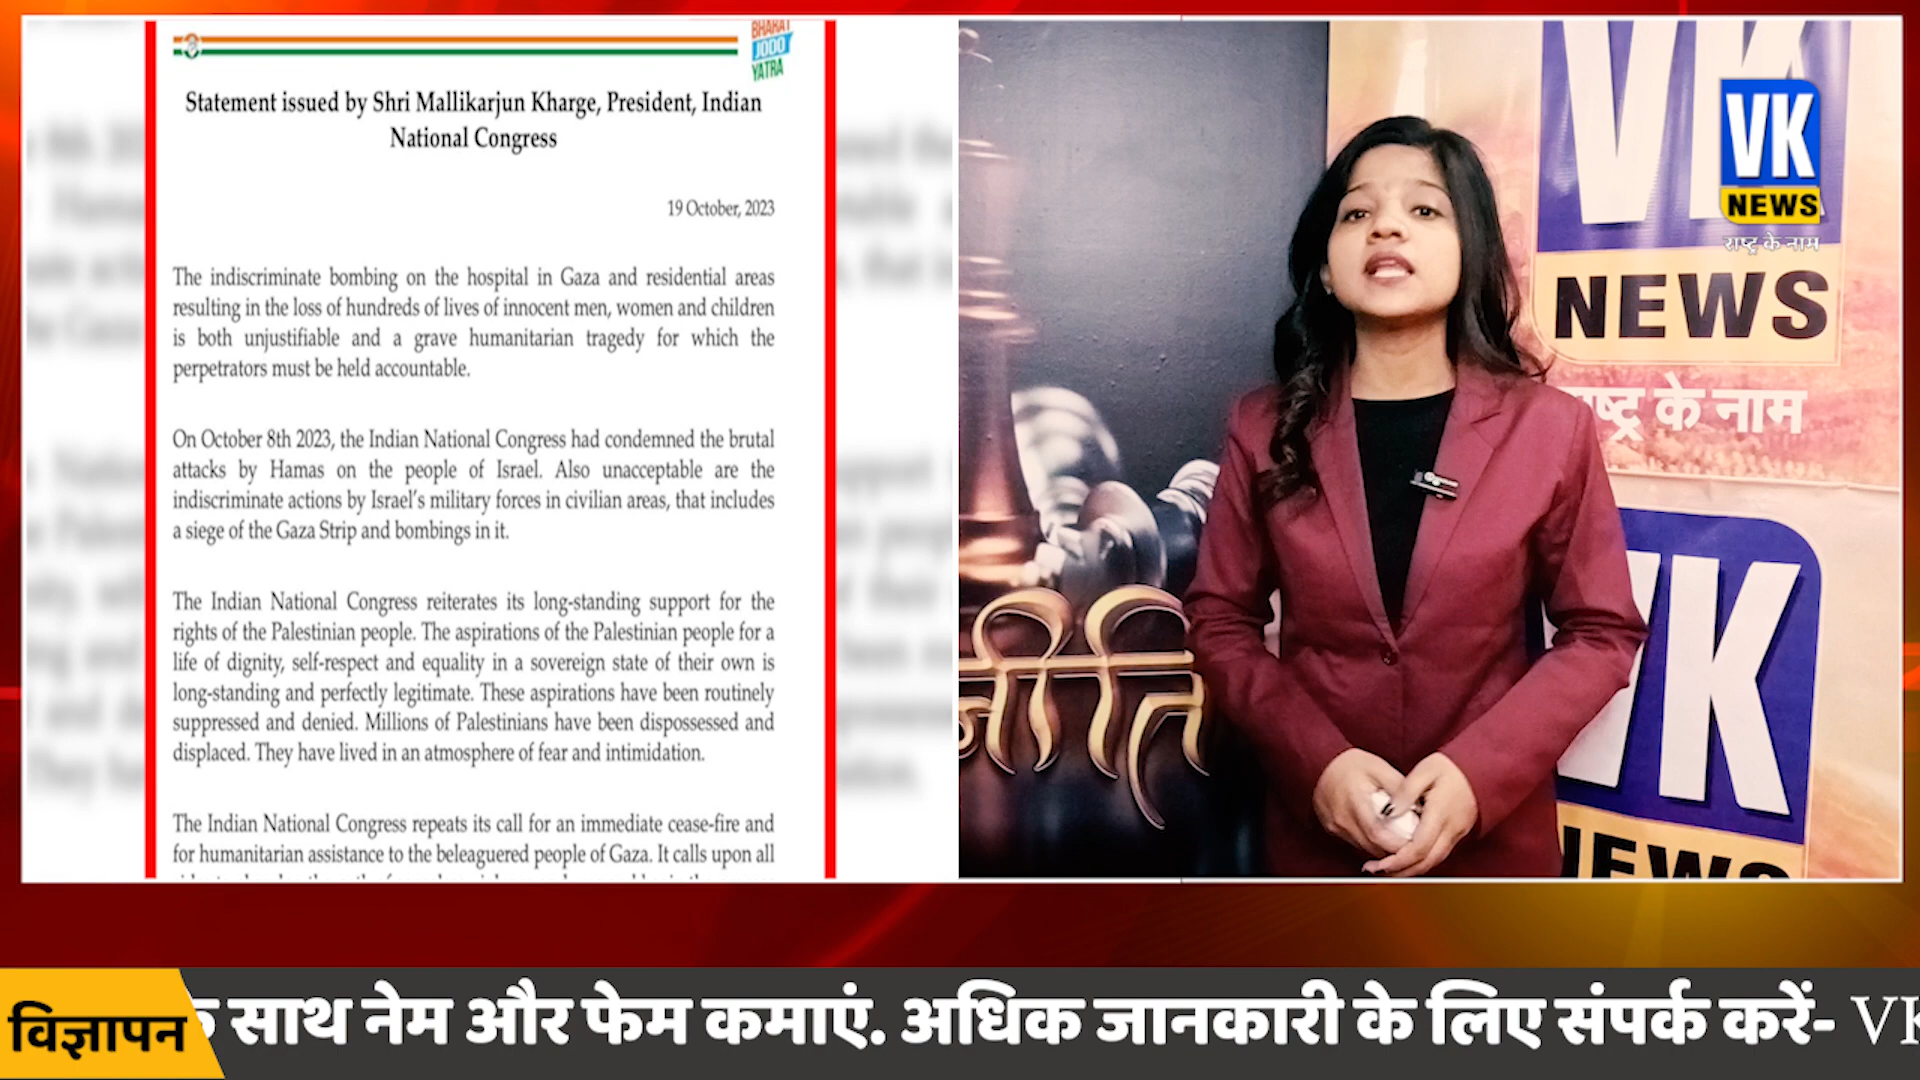 BHARAT
JODO
YATRA
Statement issued by Shri Mallikarjun Kharge, President, Indian
National Congress
19 October, 2023
The indiscriminate bombing on the hospital in Gaza and residential areas
resulting in the loss of hundreds of lives of innocent men, women and children
is both unjustifiable and a grave humanitarian tragedy for which the
perpetrators must be held accountable.
On October 8th 2023, the Indian National Congress had condemned the brutal
attacks by Hamas on the people of Israel. Also unacceptable are the
indiscriminate actions by Israel's military forces in civilian areas, that includes
a siege of the Gaza Strip and bombings in it.
The Indian National Congress reiterates its long-standing support for the
rights of the Palestinian people. The aspirations of the Palestinian people for a
life of dignity, self-respect and equality in a sovereign state of their own is
long-standing and perfectly legitimate. These aspirations have been routinely
suppressed and denied. Millions of Palestinians have been dispossessed and
displaced. They have lived in an atmosphere of fear and intimidation.
The Indian National Congress repeats its call for an immediate cease-fire and
for humanitarian assistance to the beleaguered people of Gaza. It calls upon all
VK
NEWS
राष्ट्र के नाम
VK
NEWS
राष्ट्र के नाम
VK
NEWS
नीति
विज्ञापन
के साथ नेम और फेम कमाएं. अधिक जानकारी के लिए संपर्क करें- VK